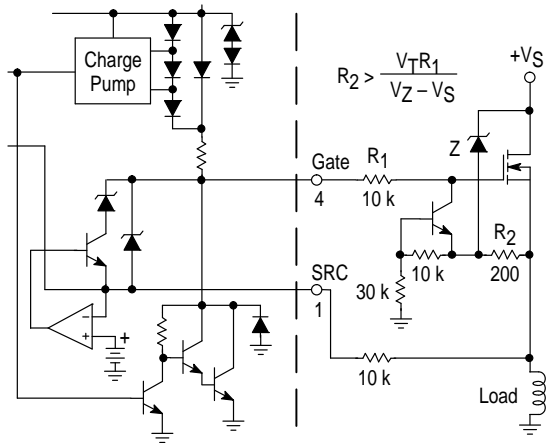 Charge
Pump
R2 > VTR1
VZ – VS
+VS
Z
Gate
4
R1
10 k
R2
200
10 k
30 k
SRC
1
10 k
Load